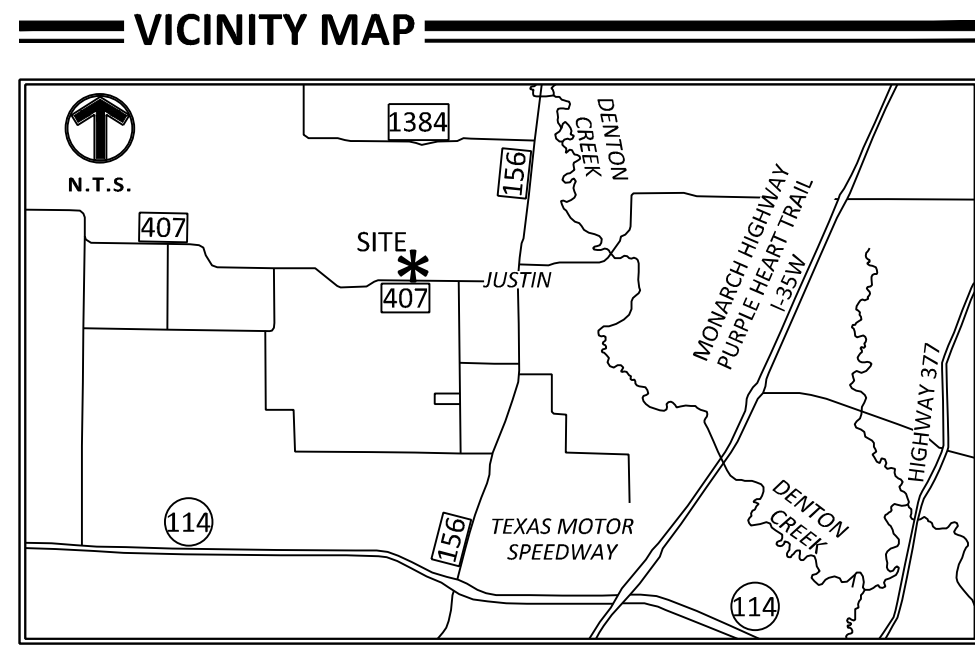 VICINITY MAP
N.T.S.
1384
156
DENTON
CREEK
407
SITE
407
JUSTIN
MONARCH HIGHWAY
PURPLE HEART TRAIL
I-35W
HIGHWAY 377
114
156
TEXAS MOTOR
SPEEDWAY
DENTON
CREEK
114